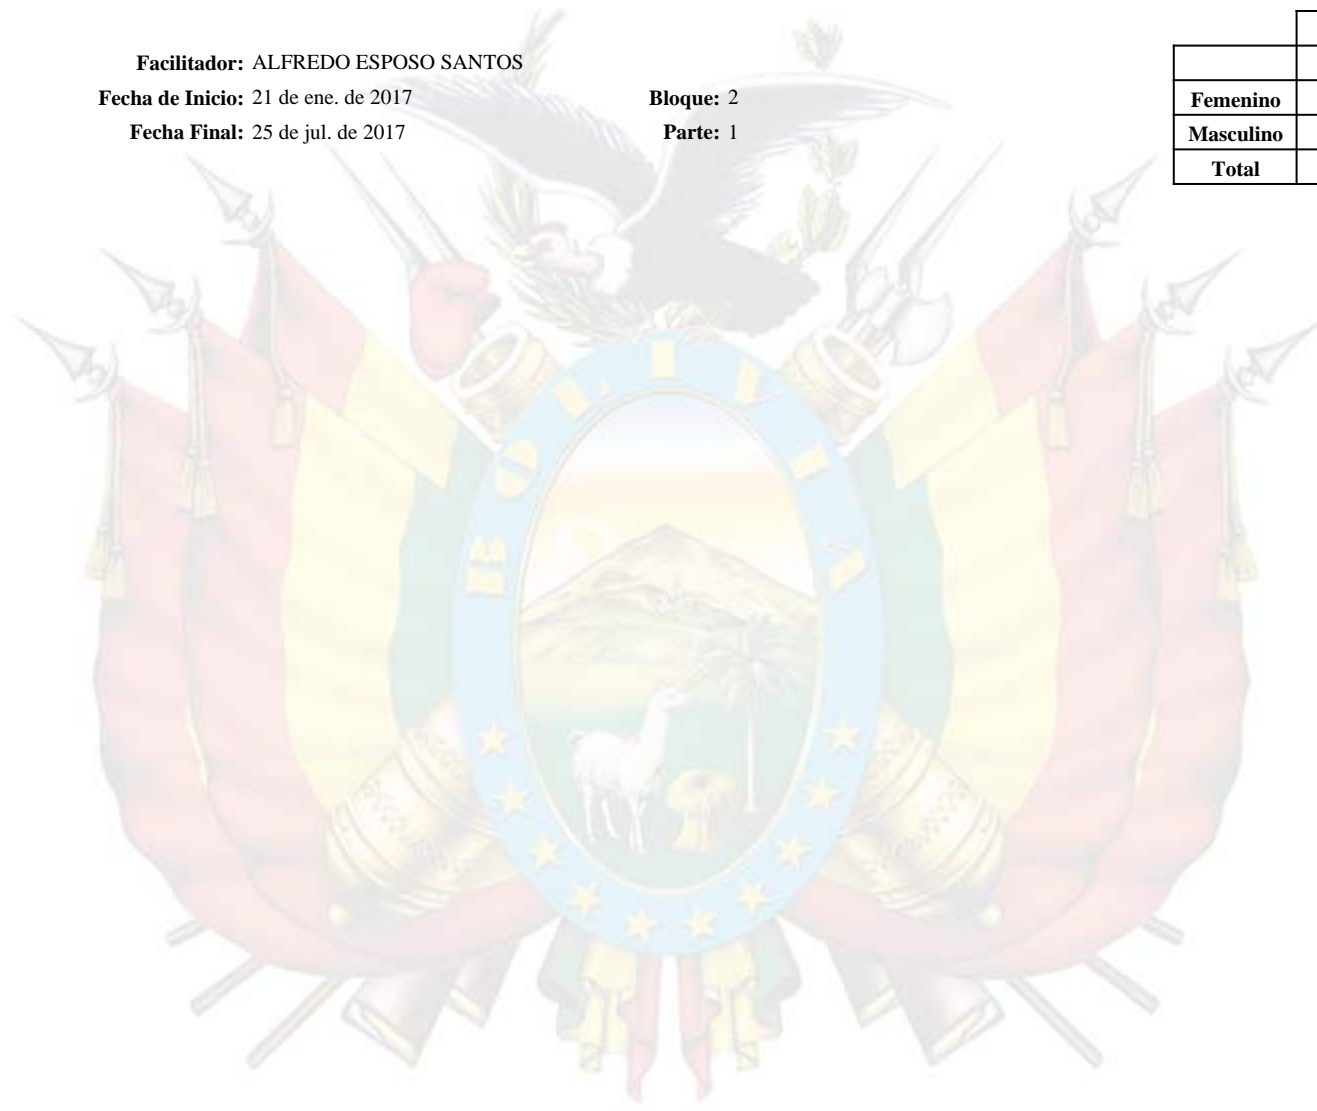 Facilitador: ALFREDO ESPOSO SANTOS
Fecha de Inicio: 21 de ene. de 2017 Bloque: 2
Fecha Final: 25 de jul. de 2017 Parte: 1
Femenino
Masculino
Total
BOLIVIA